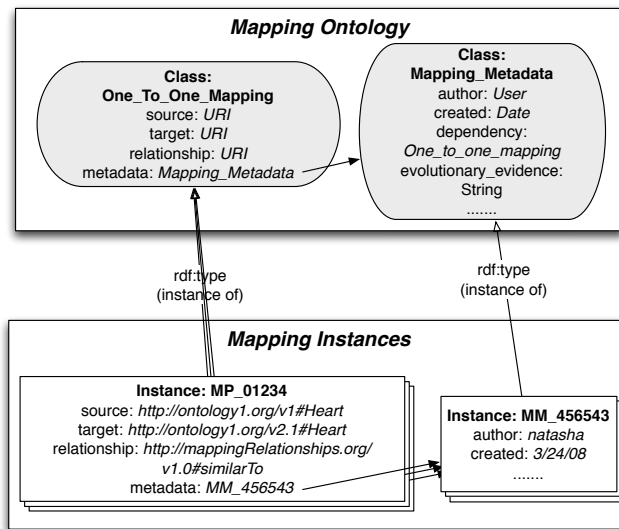 Mapping Ontology
Class:
One_To_One_Mapping
source: URI
target: URI
relationship: URI
metadata: Mapping_Metadata
Class:
Mapping_Metadata
author: User
created: Date
dependency:
One_to_one_mapping
evolutionary_evidence:
String
.......
rdf:type
(instance of)
rdf:type
(instance of)
Mapping Instances
Instance: MP_01234
source: http://ontology1.org/v1#Heart
target: http://ontology1.org/v2.1#Heart
relationship: http://mappingRelationships.org/
v1.0#similarTo
metadata: MM_456543
Instance: MM_456543
author: natasha
created: 3/24/08
.......